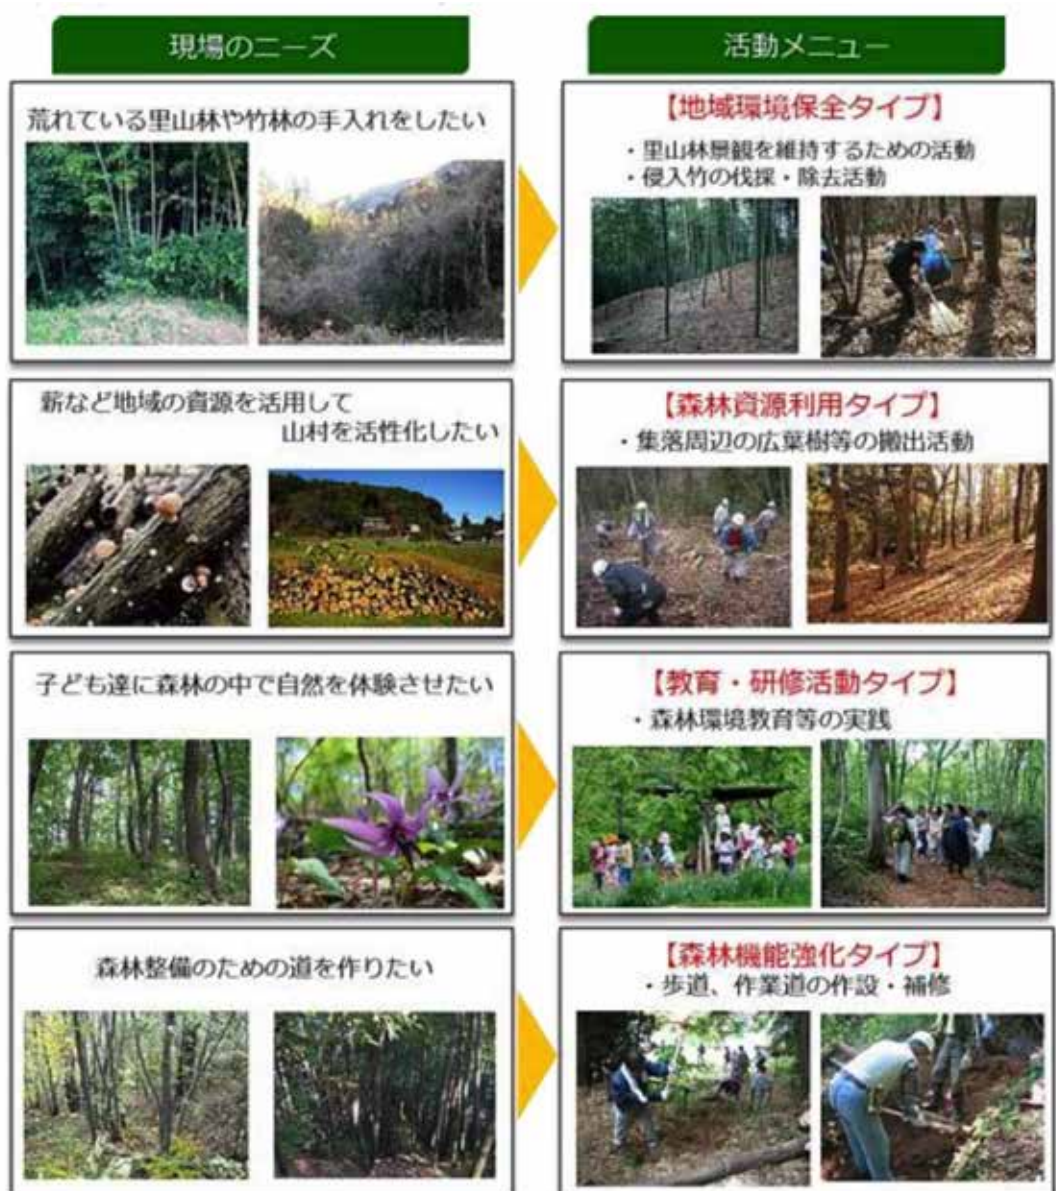 現場のニーズ
活動メニュー
荒れている里山林や竹林の手入れをしたい
【地域環境保全タイプ】
・里山林景観を維持するための活動
・侵入竹の伐採・除去活動
薪など地域の資源を活用して
山村を活性化したい
【森林資源利用タイプ】
・集落周辺の広葉樹等の搬出活動
子ども達に森林の中で自然を体験させたい
【教育・研修活動タイプ】
・森林環境教育等の実践
森林整備のための道を作りたい
【森林機能強化タイプ】
・歩道、作業道の作設・補修